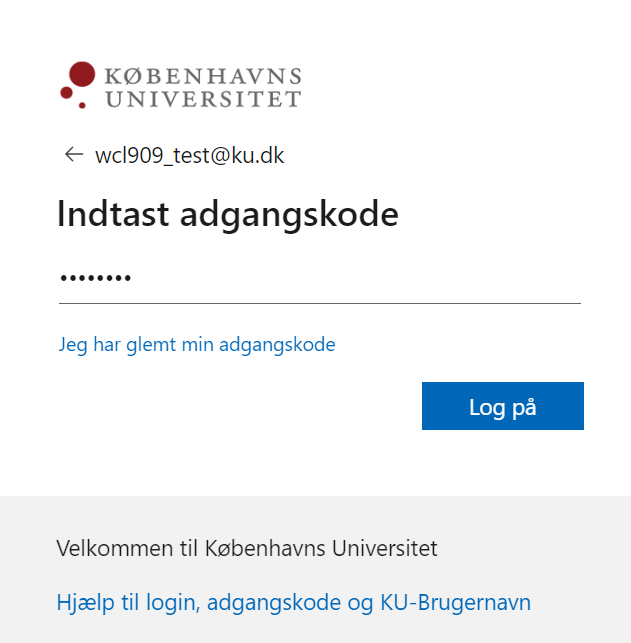 KØBENHAVNS
UNIVERSITET
wcl909_test@ku.dk
Indtast adgangskode
••••••••
Jeg har glemt min adgangskode
Log på
Velkommen til Københavns Universitet
Hjælp til login, adgangskode og KU-Brugernavn